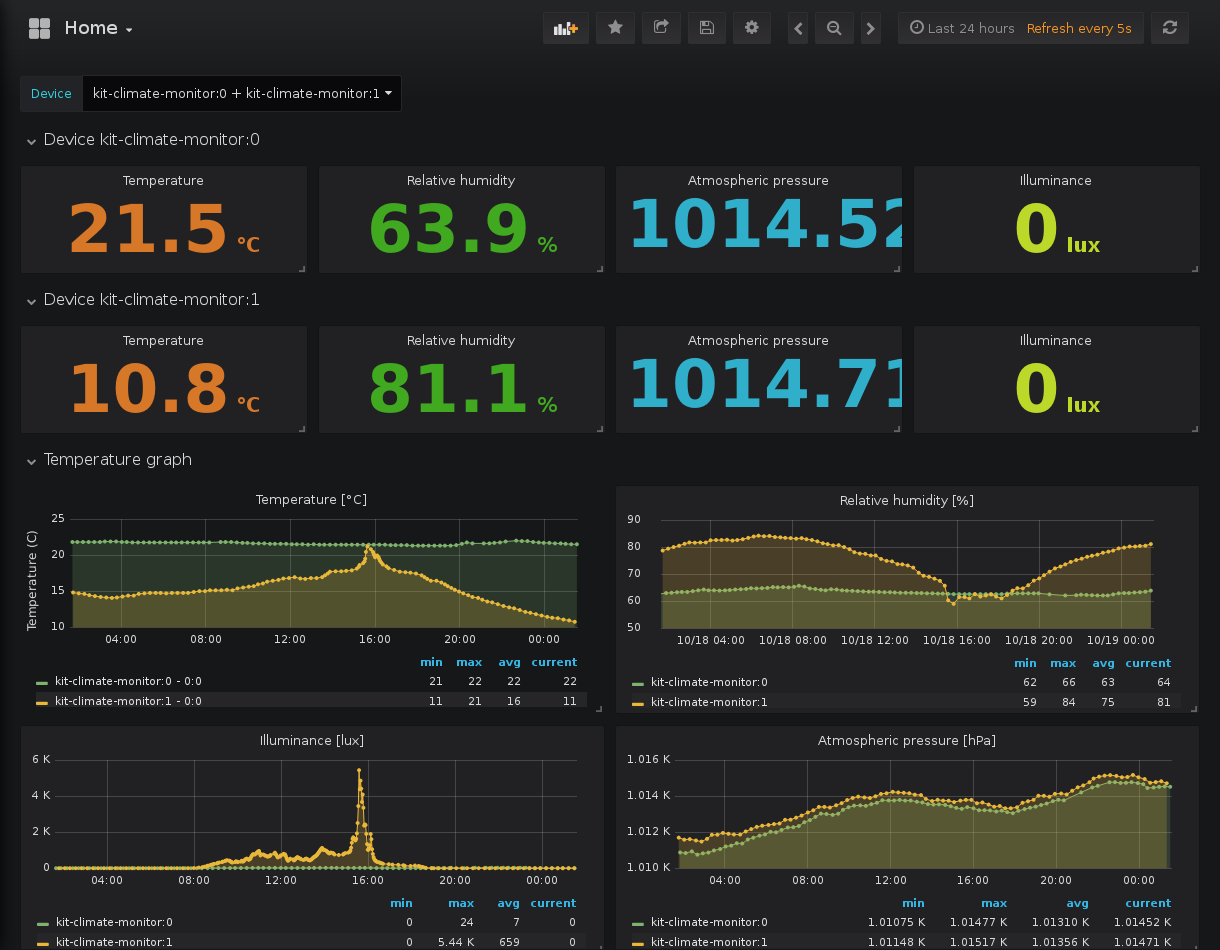 Home
Last 24 hours Refresh every 5s
Device kit-climate-monitor:0 + kit-climate-monitor:1
Device kit-climate-monitor:0
Temperature Relative humidity Atmospheric pressure Illuminance
21.5 °C 63.9 % 1014.52 0 lux
Device kit-climate-monitor:1
Temperature Relative humidity Atmospheric pressure Illuminance
10.8 °C 81.1 % 1014.71 0 lux
Temperature graph
Temperature [°C]
Temperature (C)
25
20
15
10
04:00 08:00 12:00 16:00 20:00 00:00
min max avg current
kit-climate-monitor:0 - 0:0 21 22 22 22
kit-climate-monitor:1 - 0:0 11 21 16 11
Relative humidity [%]
90
80
70
60
50
10/18 04:00 10/18 08:00 10/18 12:00 10/18 16:00 10/18 20:00 10/19 00:00
min max avg current
kit-climate-monitor:0 62 66 63 64
kit-climate-monitor:1 59 84 75 81
Illuminance [lux]
6 K
4 K
2 K
0
04:00 08:00 12:00 16:00 20:00 00:00
min max avg current
kit-climate-monitor:0 0 24 7 0
kit-climate-monitor:1 0 5.44 K 659 0
Atmospheric pressure [hPa]
1.016 K
1.014 K
1.012 K
1.010 K
04:00 08:00 12:00 16:00 20:00 00:00
min max avg current
kit-climate-monitor:0 1.01075 K 1.01477 K 1.01310 K 1.01452 K
kit-climate-monitor:1 1.01148 K 1.01517 K 1.01356 K 1.01471 K